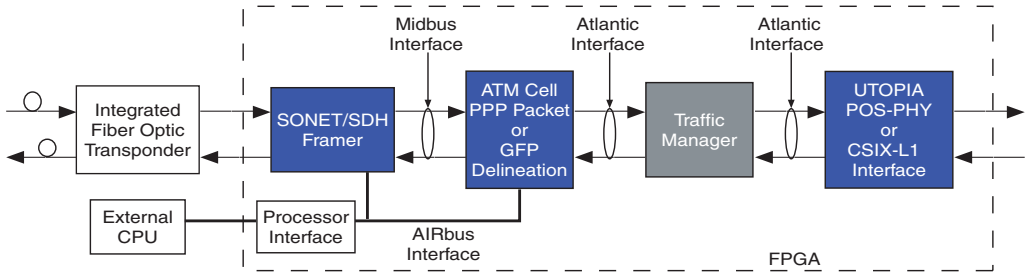 Midbus
Interface
Atlantic
Interface
Atlantic
Interface
Integrated
Fiber Optic
Transponder
SONET/SDH
Framer
ATM Cell
PPP Packet
or
GFP
Delineation
Traffic
Manager
UTOPIA
POS-PHY
or
CSIX-L1
Interface
External
CPU
Processor
Interface
AIRbus
Interface
FPGA